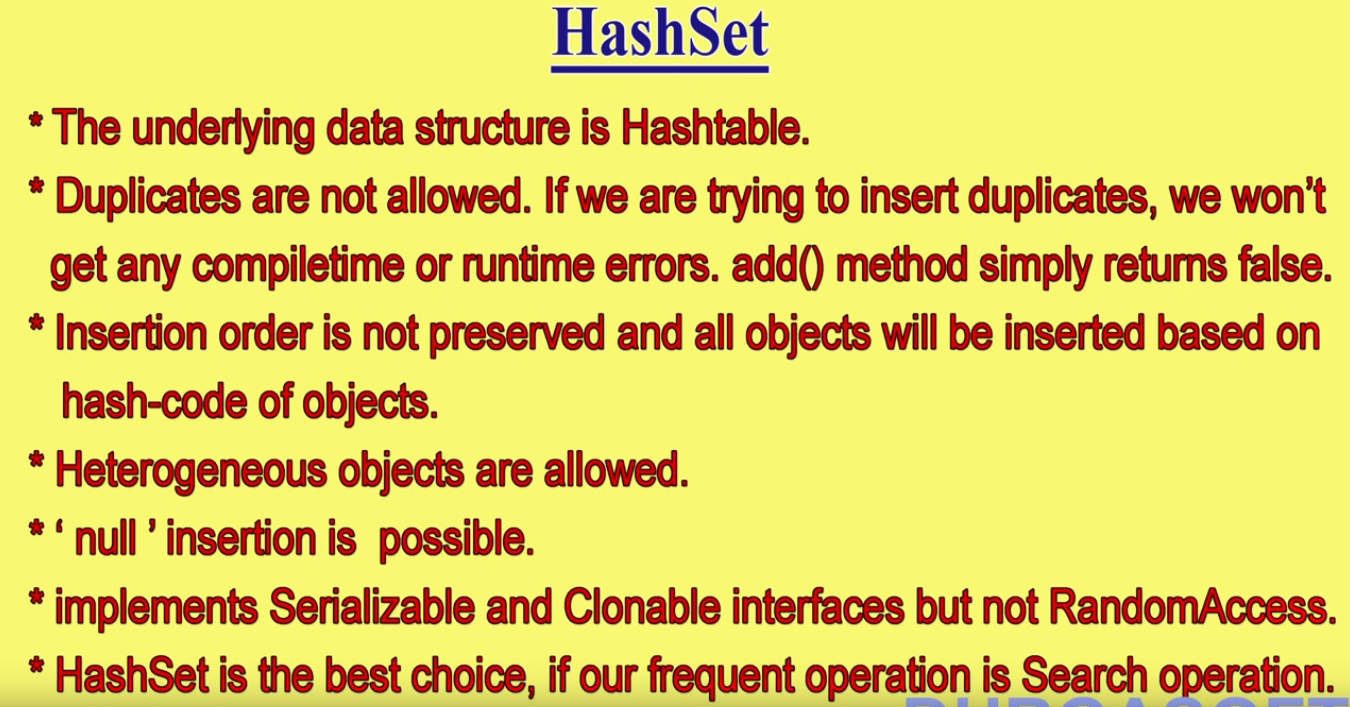 HashSet
* The underlying data structure is Hashtable.
* Duplicates are not allowed. If we are trying to insert duplicates, we won’t
get any compiletime or runtime errors. add() method simply returns false.
* Insertion order is not preserved and all objects will be inserted based on
hash-code of objects.
* Heterogeneous objects are allowed.
* ‘ null ’ insertion is possible.
* implements Serializable and Clonable interfaces but not RandomAccess.
* HashSet is the best choice, if our frequent operation is Search operation.